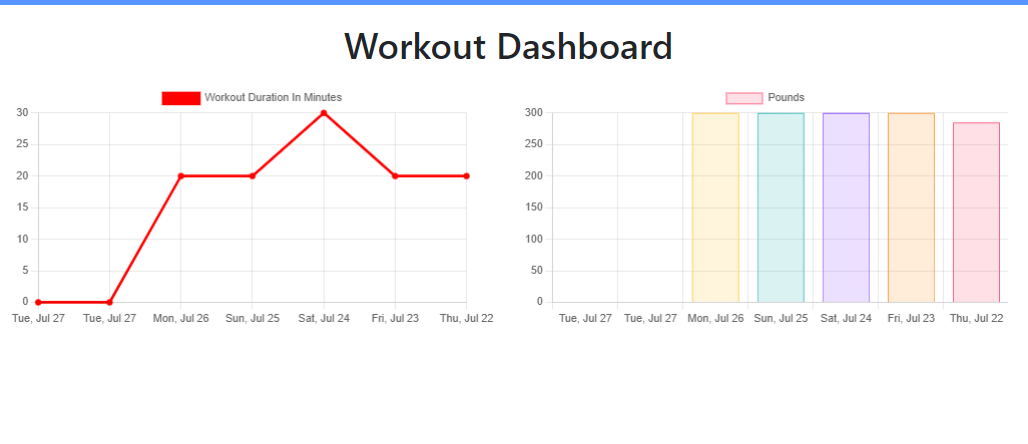 Workout Dashboard
Workout Duration In Minutes
30
25
20
15
10
5
0
Tue, Jul 27 Tue, Jul 27 Mon, Jul 26 Sun, Jul 25 Sat, Jul 24 Fri, Jul 23 Thu, Jul 22
Pounds
300
250
200
150
100
50
0
Tue, Jul 27 Tue, Jul 27 Mon, Jul 26 Sun, Jul 25 Sat, Jul 24 Fri, Jul 23 Thu, Jul 22